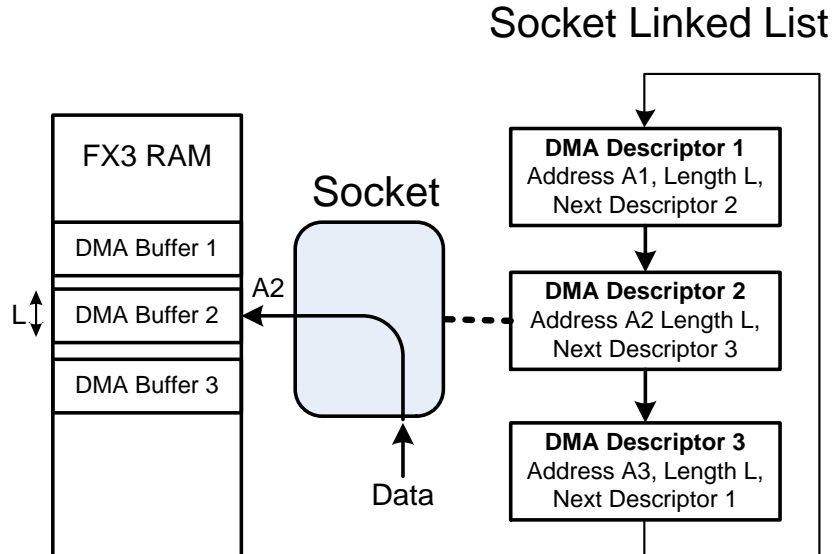 Socket Linked List
FX3 RAM
DMA Buffer 1
DMA Buffer 2
DMA Buffer 3
L
A2
Socket
Data
DMA Descriptor 1
Address A1, Length L,
Next Descriptor 2
DMA Descriptor 2
Address A2 Length L,
Next Descriptor 3
DMA Descriptor 3
Address A3, Length L,
Next Descriptor 1